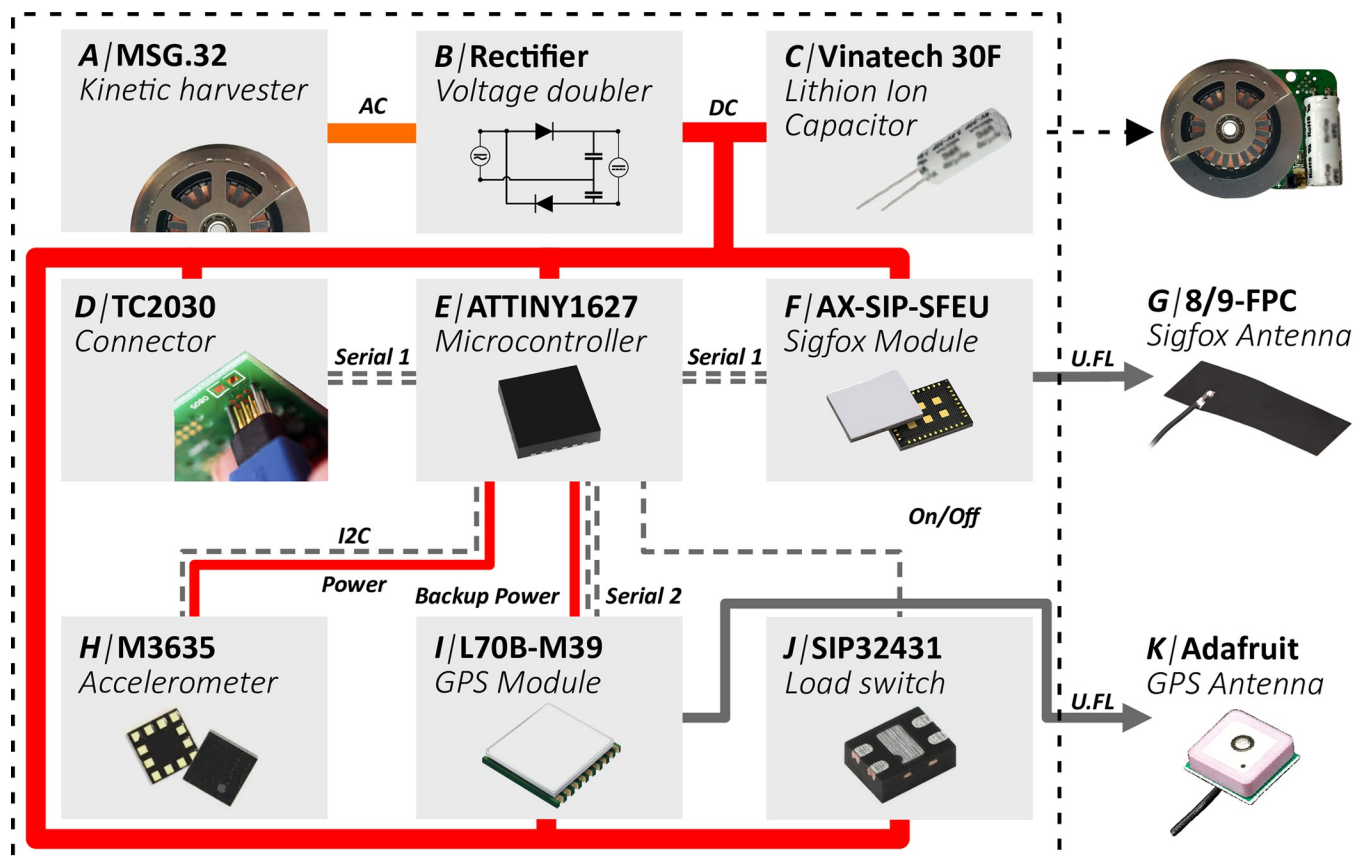 A/MSG.32
Kinetic harvester
AC
B/Rectifier
Voltage doubler
DC
C/Vinatech 30F
Lithion Ion
Capacitor
D/TC2030
Connector
Serial 1
E/ATTINY1627
Microcontroller
Serial 1
F/AX-SIP-SFEU
Sigfox Module
U.FL
G/8/9-FPC
Sigfox Antenna
I2C
Power
Backup Power
Serial 2
On/Off
H/M3635
Accelerometer
I/L70B-M39
GPS Module
J/SIP32431
Load switch
U.FL
K/Adafruit
GPS Antenna